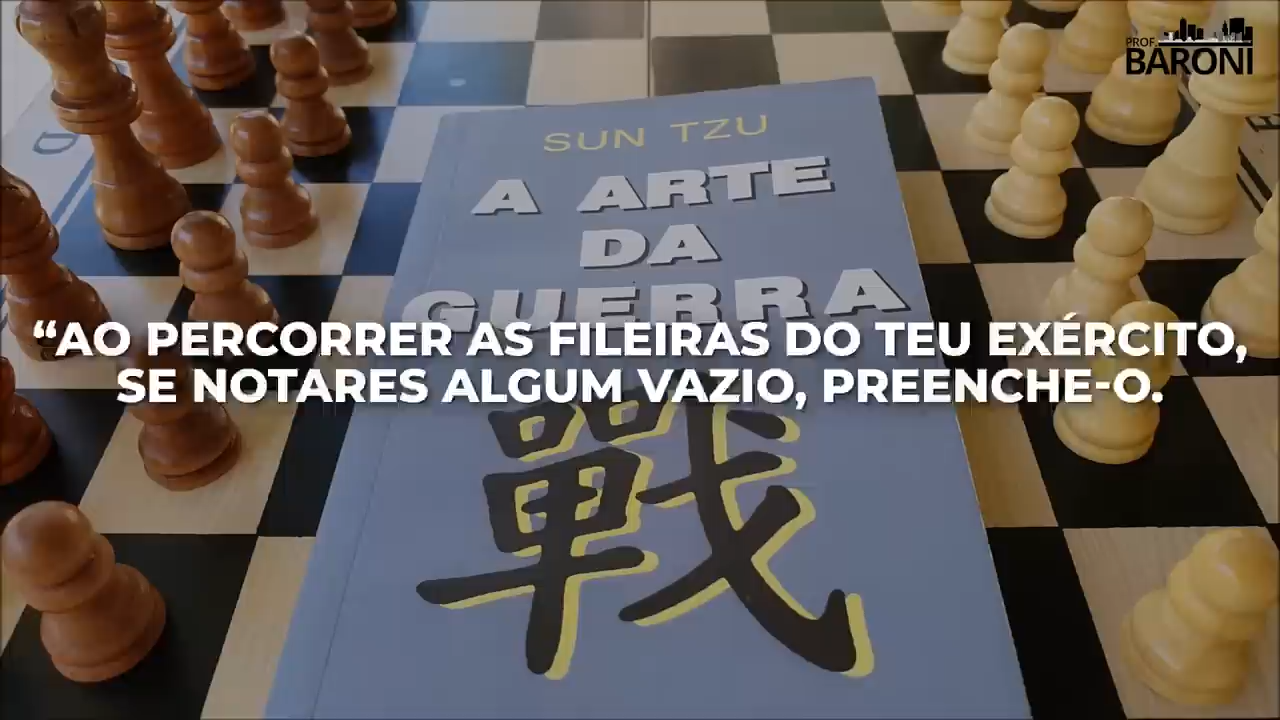 PROF.
BARONI
SUN TZU
A ARTE
DA
GUERRA
“AO PERCORRER AS FILEIRAS DO TEU EXÉRCITO,
SE NOTARES ALGUM VAZIO, PREENCHE-O.
戰